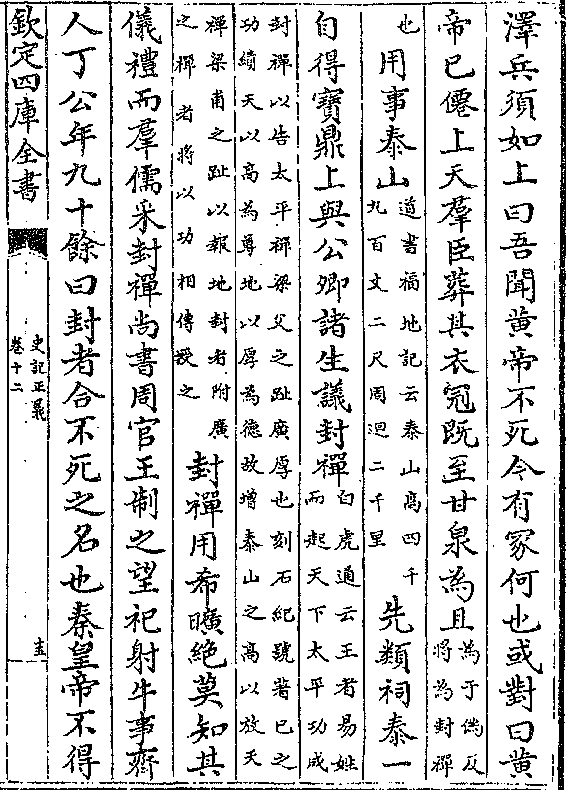 澤兵須如上曰吾聞黃帝不死今有冢何也或對曰黃
帝已僊上天羣臣葬其衣冠既至甘泉為且為于偽反將為封禪
也用事泰山道書福地記云泰山高四千九百丈二尺周迴二千里先類祠泰一
自得寶鼎上與公卿諸生議封禪白虎通云王者易姓而起天下太平功成
封禪以告太平禪梁父之趾廣厚也刻石紀號著已之
功績天以高為尊地以厚為德故增泰山之高以放天
禪梁甫之趾以報地封者附廣之禪者將以功相傳授之封禪用希曠絶莫知其
儀禮而羣儒采封禪尚書周官王制之望祀射牛事齊
人丁公年九十餘曰封者合不死之名也秦皇帝不得
欽定四庫全書
史記正義
卷十二
圭